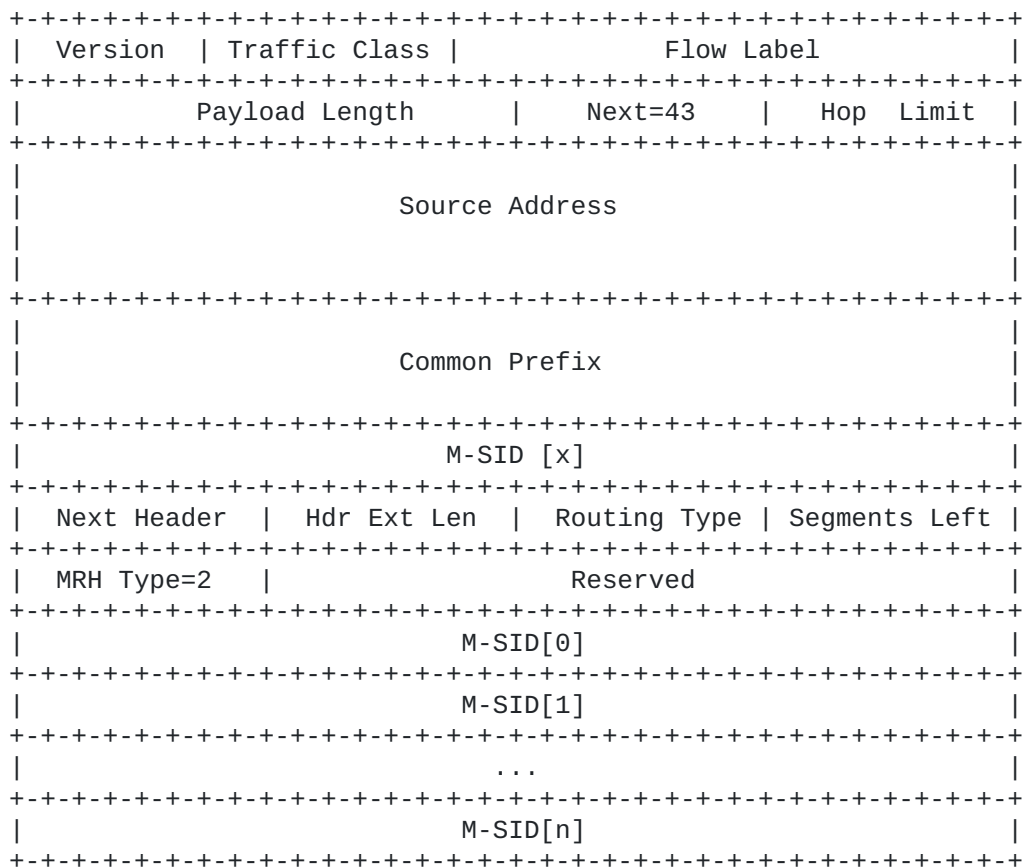 +-+-+-+-+-+-+-+-+-+-+-+-+-+-+-+-+-+-+-+-+-+-+-+-+-+-+-+-+-+-+-+-+
|  Version  | Traffic Class |             Flow Label            |
+-+-+-+-+-+-+-+-+-+-+-+-+-+-+-+-+-+-+-+-+-+-+-+-+-+-+-+-+-+-+-+-+
|           Payload Length      |    Next=43    |   Hop  Limit  |
+-+-+-+-+-+-+-+-+-+-+-+-+-+-+-+-+-+-+-+-+-+-+-+-+-+-+-+-+-+-+-+-+
|                                                               |
|                        Source Address                         |
|                                                               |
|                                                               |
+-+-+-+-+-+-+-+-+-+-+-+-+-+-+-+-+-+-+-+-+-+-+-+-+-+-+-+-+-+-+-+-+
|                                                               |
|                        Common Prefix                          |
|                                                               |
+-+-+-+-+-+-+-+-+-+-+-+-+-+-+-+-+-+-+-+-+-+-+-+-+-+-+-+-+-+-+-+-+
|                           M-SID [x]                           |
+-+-+-+-+-+-+-+-+-+-+-+-+-+-+-+-+-+-+-+-+-+-+-+-+-+-+-+-+-+-+-+-+
|  Next Header  |  Hdr Ext Len  |  Routing Type | Segments Left |
+-+-+-+-+-+-+-+-+-+-+-+-+-+-+-+-+-+-+-+-+-+-+-+-+-+-+-+-+-+-+-+-+
|  MRH Type=2   |                   Reserved                    |
+-+-+-+-+-+-+-+-+-+-+-+-+-+-+-+-+-+-+-+-+-+-+-+-+-+-+-+-+-+-+-+-+
|                            M-SID[0]                           |
+-+-+-+-+-+-+-+-+-+-+-+-+-+-+-+-+-+-+-+-+-+-+-+-+-+-+-+-+-+-+-+-+
|                            M-SID[1]                           |
+-+-+-+-+-+-+-+-+-+-+-+-+-+-+-+-+-+-+-+-+-+-+-+-+-+-+-+-+-+-+-+-+
|                              ...                              |
+-+-+-+-+-+-+-+-+-+-+-+-+-+-+-+-+-+-+-+-+-+-+-+-+-+-+-+-+-+-+-+-+
|                            M-SID[n]                           |
+-+-+-+-+-+-+-+-+-+-+-+-+-+-+-+-+-+-+-+-+-+-+-+-+-+-+-+-+-+-+-+-+